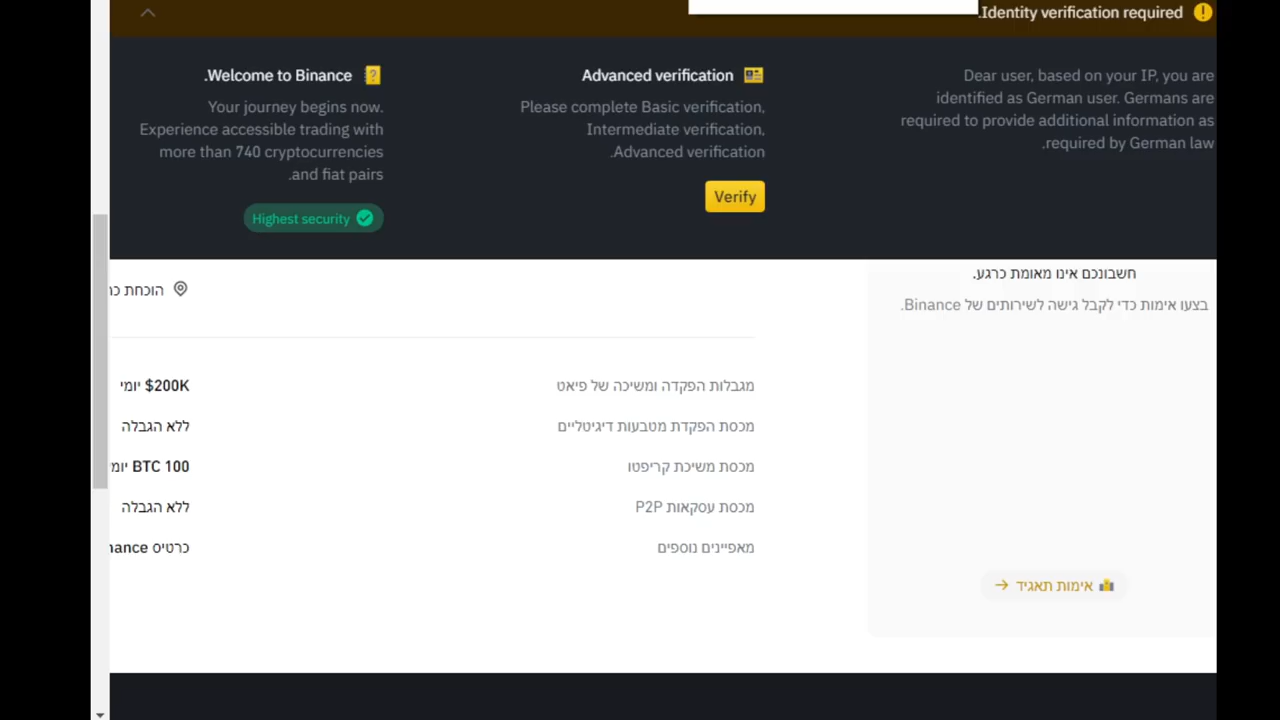 Identity verification required.
Dear user, based on your IP, you are
identified as German user. Germans are
required to provide additional information as
required by German law.
Advanced verification
Please complete Basic verification,
Intermediate verification,
Advanced verification.
Verify
Welcome to Binance.
Your journey begins now.
Experience accessible trading with
more than 740 cryptocurrencies
and fiat pairs.
Highest security
חשבונכם אינו מאומת כרגע.
בצעו אימות כדי לקבל גישה לשירותים של Binance.
אימות תאגיד
הוכחת
מגבלות הפקדה ומשיכה של פיאט
$200K יומי
מכסת הפקדת מטבעות דיגיטליים
ללא הגבלה
מכסת משיכת קריפטו
100 BTC
מכסת עסקאות P2P
ללא הגבלה
מאפיינים נוספים
כרטיס